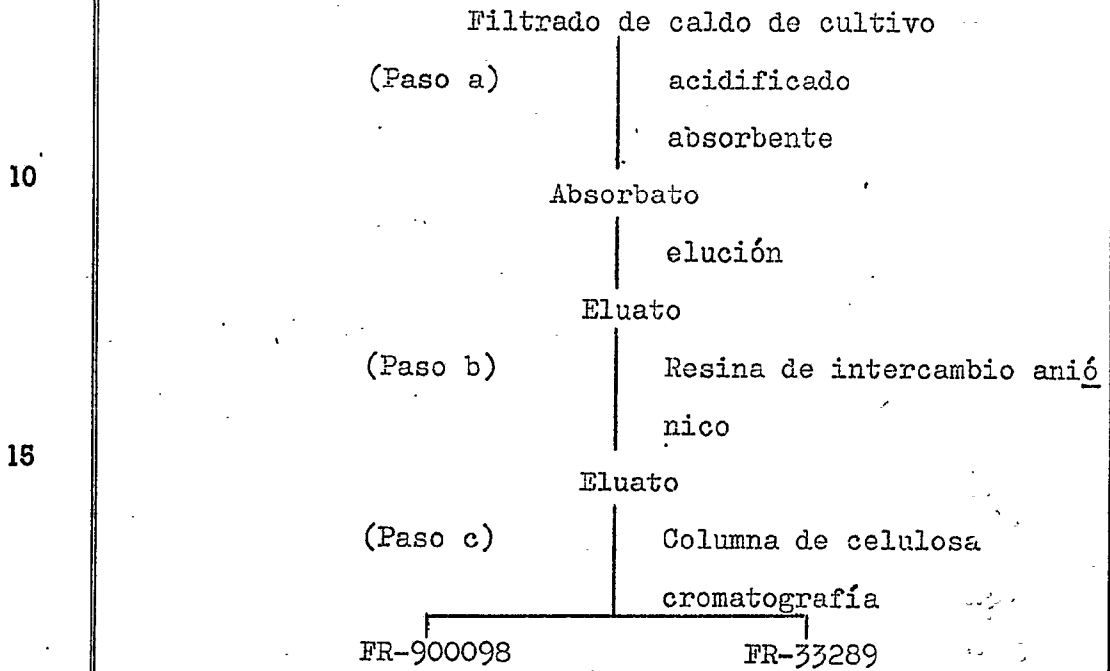 Filtrado de caldo de cultivo
(Paso a) acidificado
absorbente
10
Absorbato
elución
Eluato
(Paso b) Resina de intercambio anió
nico
15
Eluato
(Paso c) Columna de celulosa
cromatografía
FR-900098 FR-33289